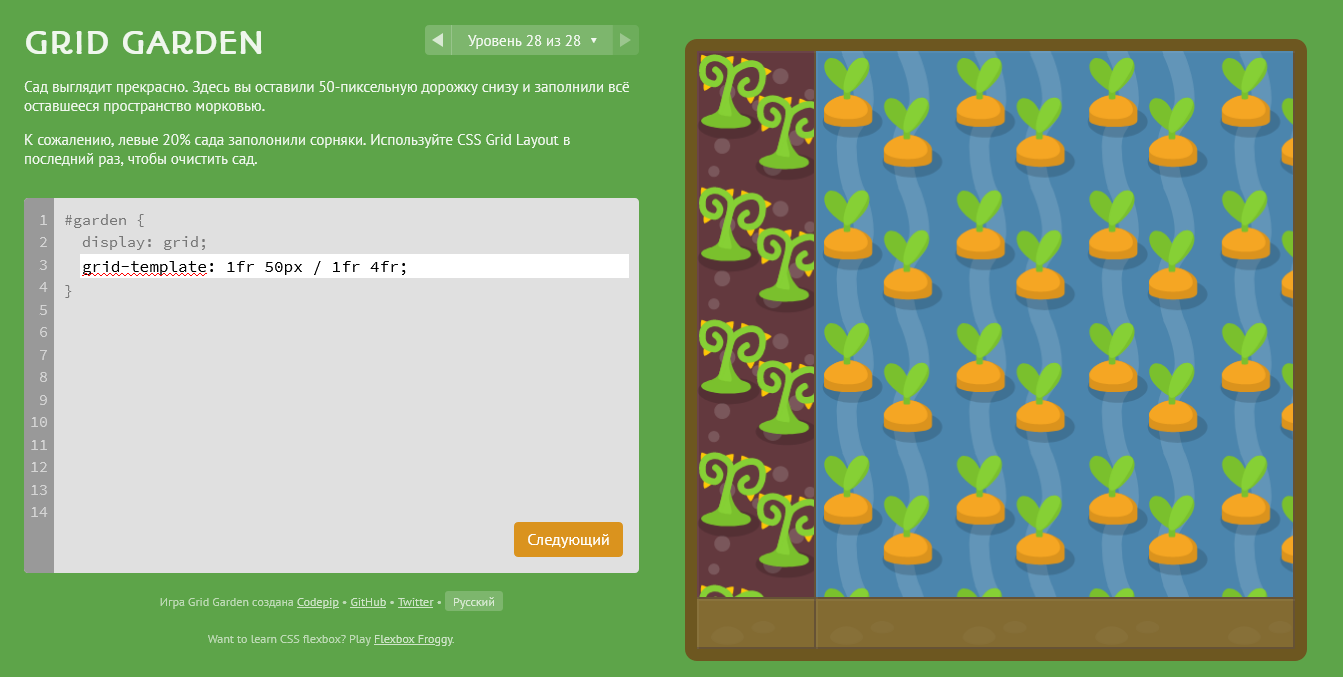 GRID GARDEN
◀ Уровень 28 из 28 ▼ ▶
Сад выглядит прекрасно. Здесь вы оставили 50-пиксельную дорожку снизу и заполнили всё
оставшееся пространство морковью.
К сожалению, левые 20% сада заполонили сорняки. Используйте CSS Grid Layout в
последний раз, чтобы очистить сад.
1 #garden {
2 display: grid;
3 grid-template: 1fr 50px / 1fr 4fr;
4 }
5
6
7
8
9
10
11
12
13
14
Следующий
Игра Grid Garden создана Codepip • GitHub • Twitter • Русский
Want to learn CSS flexbox? Play Flexbox Froggy.